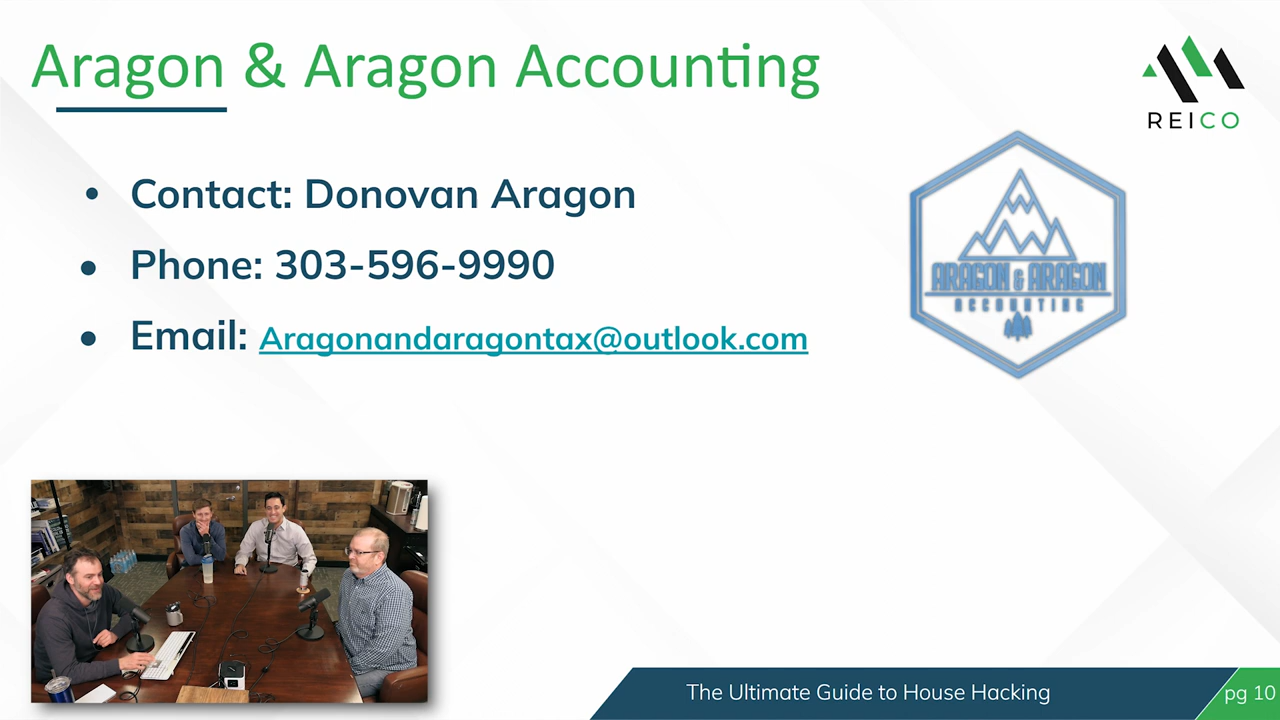 Aragon & Aragon Accounting
REICO
• Contact: Donovan Aragon
• Phone: 303-596-9990
• Email: Aragonandaragontax@outlook.com
ARAGON & ARAGON
ACCOUNTING
The Ultimate Guide to House Hacking
pg 10